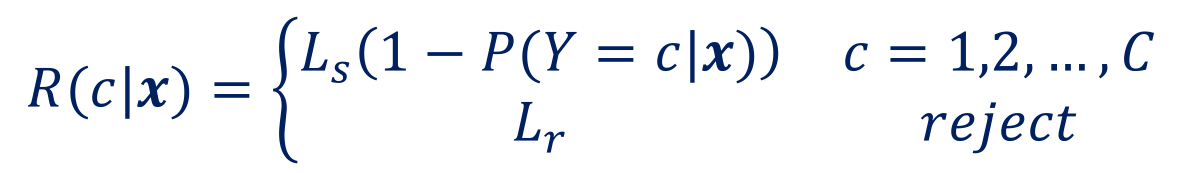 R(c|x) = { L_s(1 − P(Y = c|x))   c = 1,2, … , C
L_r   reject